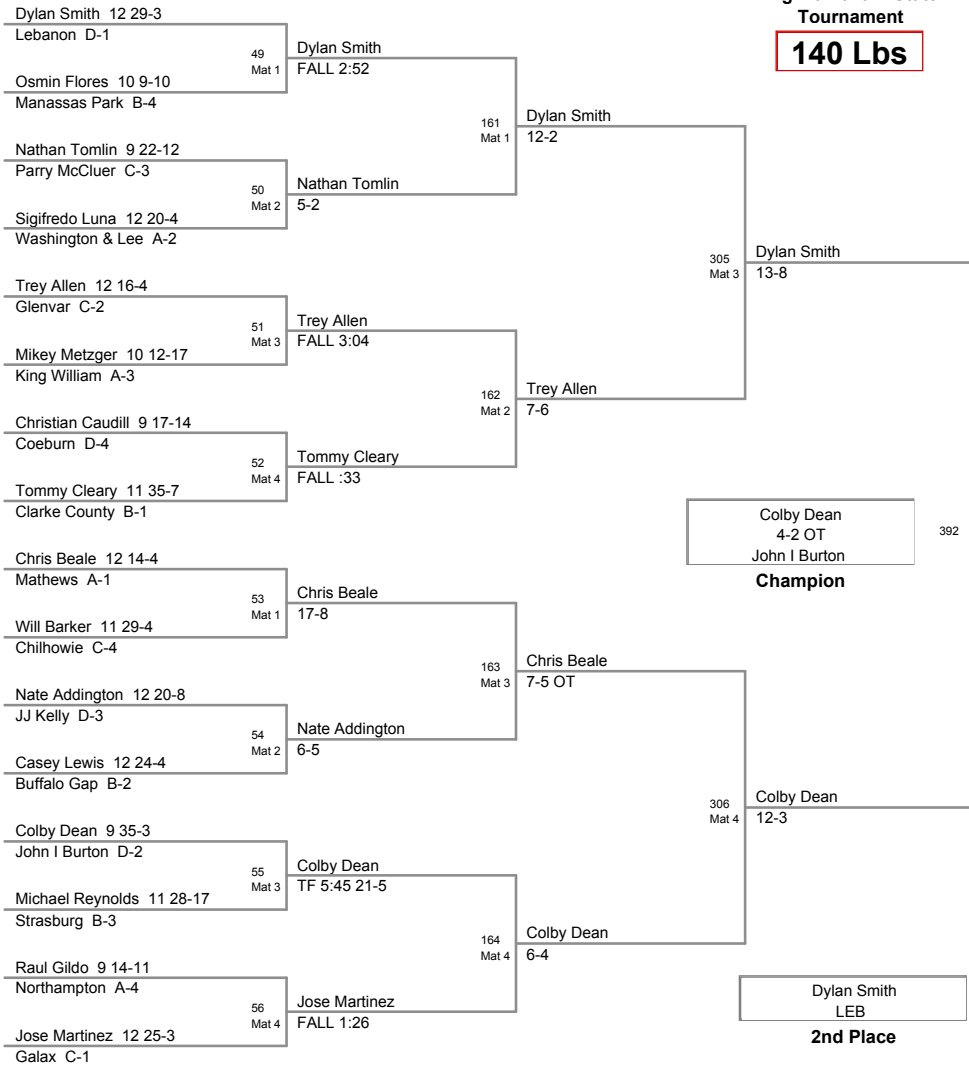 Tournament
140 Lbs
Dylan Smith 12 29-3
Lebanon D-1
49
Mat 1
Dylan Smith
FALL 2:52
Osmin Flores 10 9-10
Manassas Park B-4
161
Mat 1
Dylan Smith
12-2
Nathan Tomlin 9 22-12
Parry McCluer C-3
50
Mat 2
Nathan Tomlin
5-2
Sigifredo Luna 12 20-4
Washington & Lee A-2
305
Mat 3
Dylan Smith
13-8
Trey Allen 12 16-4
Glenvar C-2
51
Mat 3
Trey Allen
FALL 3:04
Mikey Metzger 10 12-17
King William A-3
162
Mat 2
Trey Allen
7-6
Christian Caudill 9 17-14
Coeburn D-4
52
Mat 4
Tommy Cleary
FALL :33
Tommy Cleary 11 35-7
Clarke County B-1
Colby Dean
4-2 OT
John I Burton
392
Champion
Chris Beale 12 14-4
Mathews A-1
53
Mat 1
Chris Beale
17-8
Will Barker 11 29-4
Chilhowie C-4
163
Mat 3
Chris Beale
7-5 OT
Nate Addington 12 20-8
JJ Kelly D-3
54
Mat 2
Nate Addington
6-5
Casey Lewis 12 24-4
Buffalo Gap B-2
306
Mat 4
Colby Dean
12-3
Colby Dean 9 35-3
John I Burton D-2
55
Mat 3
Colby Dean
TF 5:45 21-5
Michael Reynolds 11 28-17
Strasburg B-3
164
Mat 4
Colby Dean
6-4
Raul Gildo 9 14-11
Northampton A-4
56
Mat 4
Jose Martinez
FALL 1:26
Jose Martinez 12 25-3
Galax C-1
Dylan Smith
LEB
2nd Place